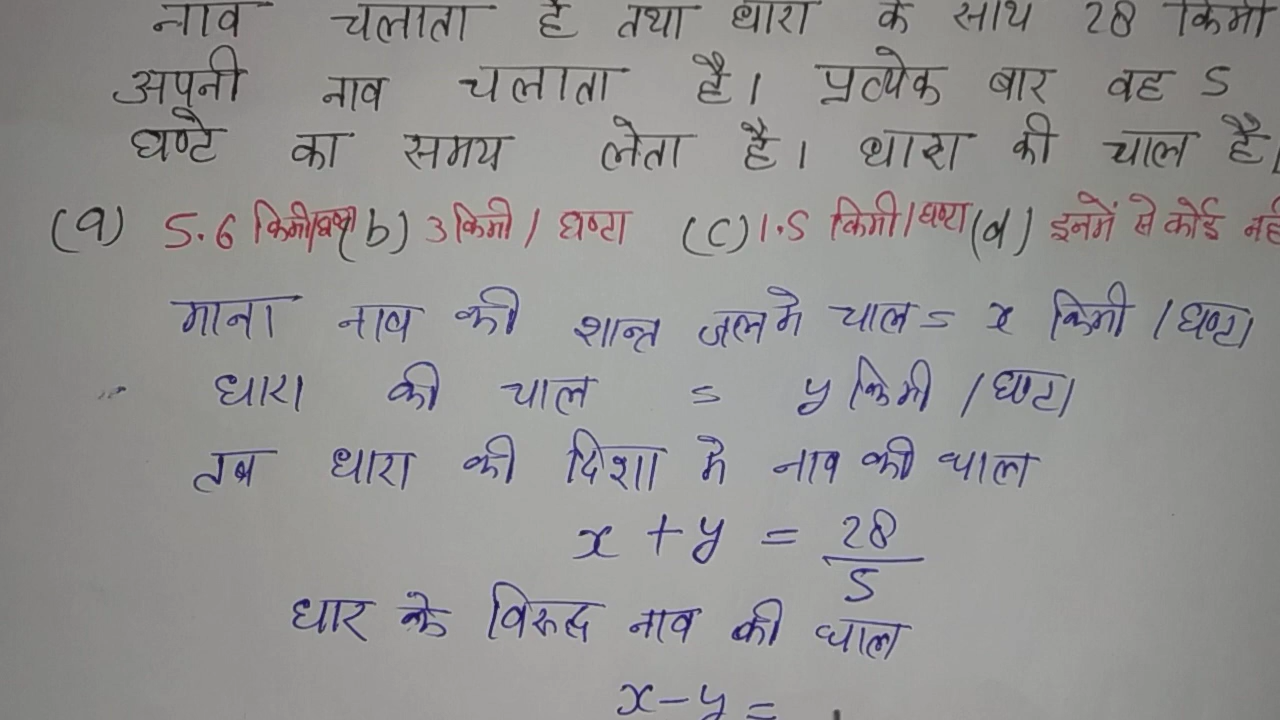 नाव चलाता है तथा धारा के साथ 28 किमी
अपनी नाव चलाता है। प्रत्येक बार वह 5
घण्टे का समय लेता है। धारा की चाल है।
(a) 5.6 किमी/घण्टा (b) 3 किमी / घण्टा (c) 1.5 किमी/घण्टा (d) इनमें से कोई नही
माना नाव की शान्त जल मे चाल = x किमी / घण्टा
धारा की चाल = y किमी / घण्टा
तब धारा की दिशा मे नाव की चाल
x + y = 28/5
धार के विरुद्ध नाव की चाल
x - y =